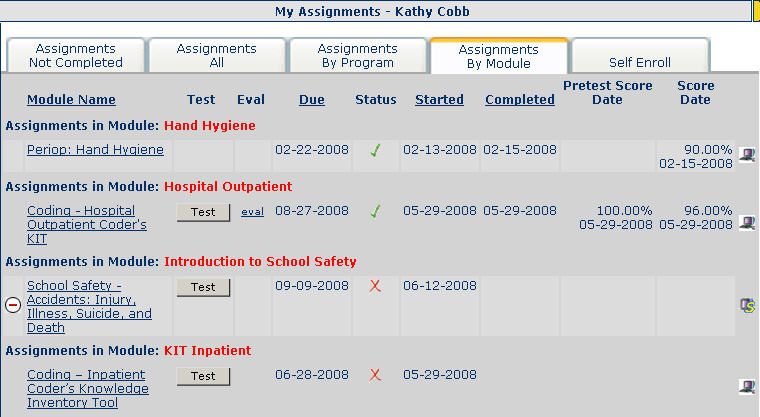 My Assignments - Kathy Cobb
Assignments Not Completed
Assignments All
Assignments By Program
Assignments By Module
Self Enroll
Module Name Test Eval Due Status Started Completed Pretest Score Date Score Date
Assignments in Module: Hand Hygiene
Periop: Hand Hygiene 02-22-2008 02-13-2008 02-15-2008 90.00%
02-15-2008
Assignments in Module: Hospital Outpatient
Coding - Hospital Test eval 08-27-2008 05-29-2008 05-29-2008 100.00% 96.00%
Outpatient Coder's 05-29-2008 05-29-2008
KIT
Assignments in Module: Introduction to School Safety
School Safety - Test 09-09-2008 06-12-2008
Accidents: Injury,
Illness, Suicide, and
Death
Assignments in Module: KIT Inpatient
Coding – Inpatient Test 06-28-2008 05-29-2008
Coder's Knowledge
Inventory Tool